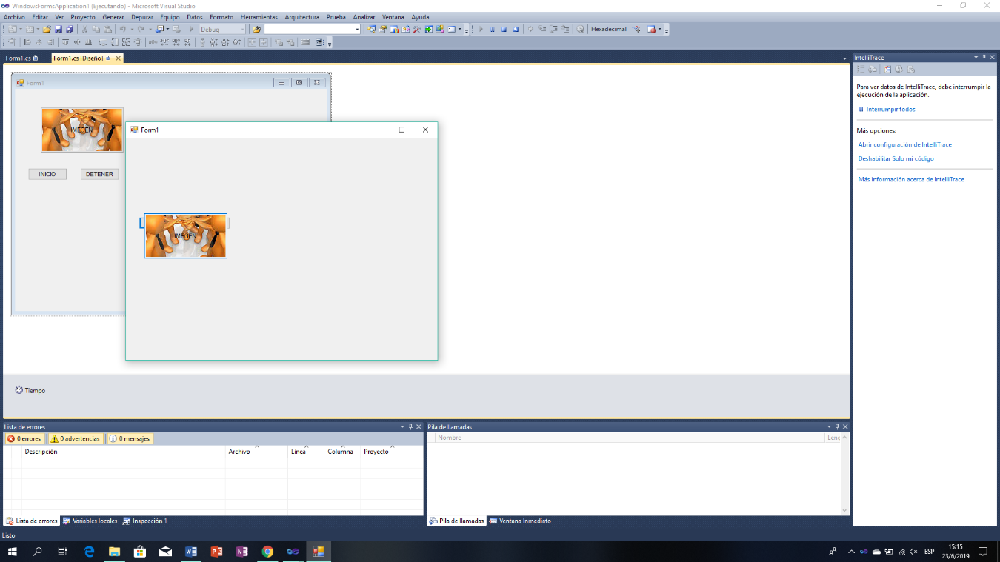 WindowsFormsApplication1 (Ejecutando) - Microsoft Visual Studio
Archivo Editar Ver Proyecto Generar Depurar Equipo Datos Formato Herramientas Arquitectura Prueba Analizar Ventana Ayuda
Debug Hexadecimal
Form1.cs Form1.cs [Diseño]
IntelliTrace
Para ver datos de IntelliTrace, debe interrumpir la
ejecución de la aplicación.
Interrumpir todos
Más opciones:
Abrir configuración de IntelliTrace
Deshabilitar Solo mi código
Más información acerca de IntelliTrace
Form1
IMEGEN
INICIO DETENER
Form1
IMEGEN
Tiempo
Lista de errores
0 errores 0 advertencias 0 mensajes
Descripción Archivo Línea Columna Proyecto
Lista de errores Variables locales Inspección 1
Pila de llamadas
Nombre Leng
Pila de llamadas Ventana Inmediato
Listo
ESP
15:15
23/6/2019